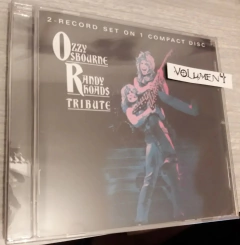 2-RECORD SET ON 1 COMPACT DISC
OZZY
OSBOURNE
RANDY
RHOADS
TRIBUTE
VOLUMEN 4